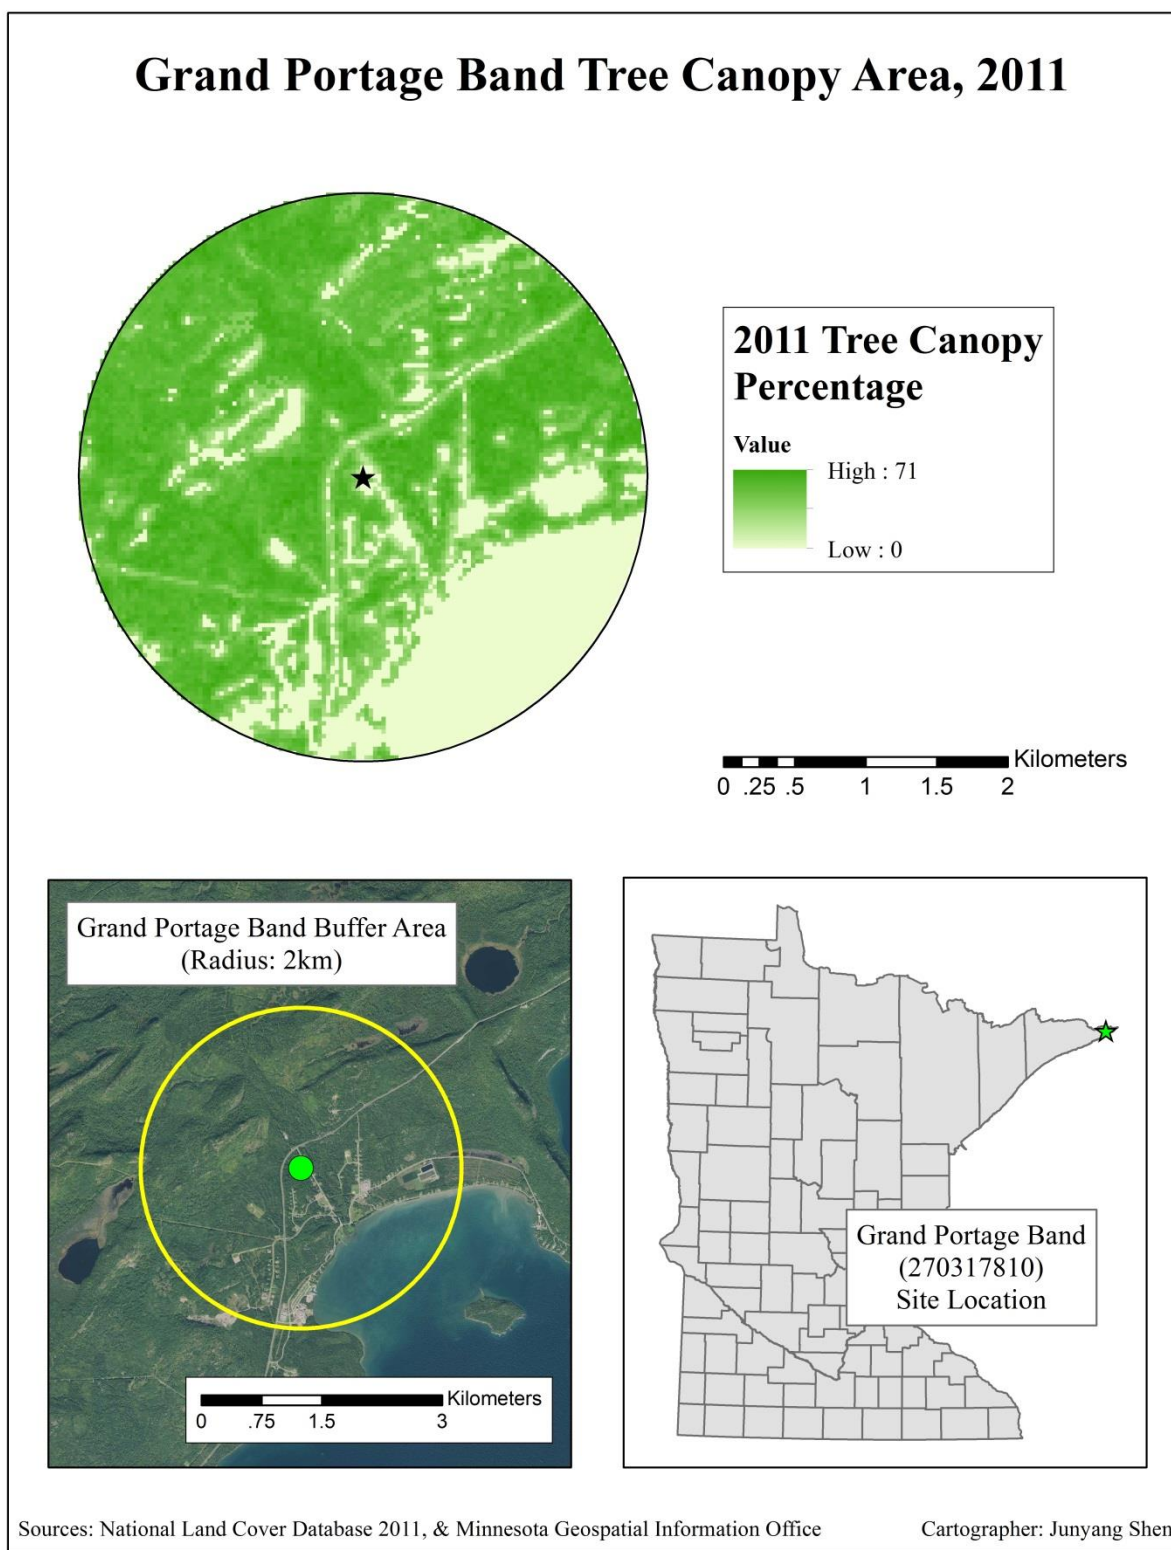 Grand Portage Band Tree Canopy Area, 2011
2011 Tree Canopy
Percentage
Value
High : 71
Low : 0
Kilometers
0 .25 .5 1 1.5 2
Grand Portage Band Buffer Area
(Radius: 2km)
Kilometers
0 .75 1.5 3
Grand Portage Band
(270317810)
Site Location
Sources: National Land Cover Database 2011, & Minnesota Geospatial Information Office
Cartographer: Junyang Shen